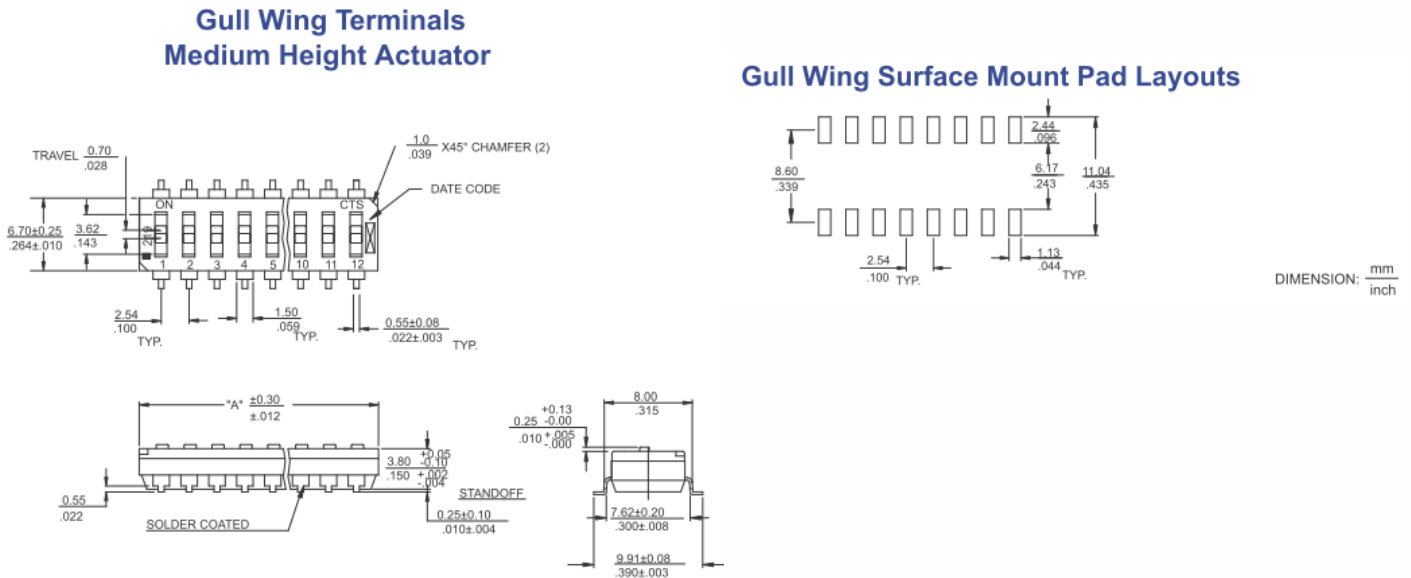 Gull Wing Terminals
Medium Height Actuator
Gull Wing Surface Mount Pad Layouts
TRAVEL 0.70
.028
1.0
.039 X45° CHAMFER (2)
DATE CODE
ON CTS
219
6.70±0.25
.264±.010
3.62
.143
1 2 3 4 5 10 11 12
2.54
.100 TYP.
1.50
.059 TYP.
0.55±0.08
.022±.003 TYP.
2.44
.096
8.60
.339
6.17
.243
11.04
.435
2.54
.100 TYP.
1.13
.044 TYP.
DIMENSION: mm
inch
"A" ±0.30
±.012
3.80 +0.05
-0.10
.150 +.002
-.004
0.55
.022
SOLDER COATED
STANDOFF
0.25±0.10
.010±.004
8.00
.315
0.25 +0.13
-0.00
.010 +.005
-.000
7.62±0.20
.300±.008
9.91±0.08
.390±.003